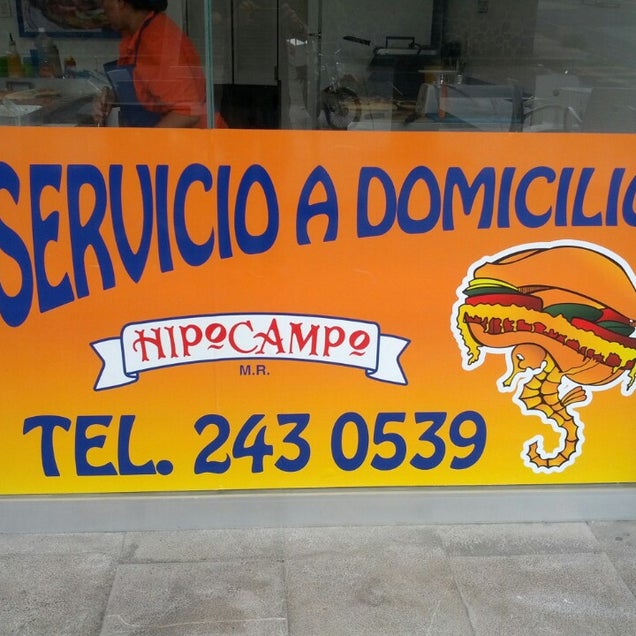 SERVICIO A DOMICILIO
HIPOCAMPO
M.R.
TEL. 243 0539